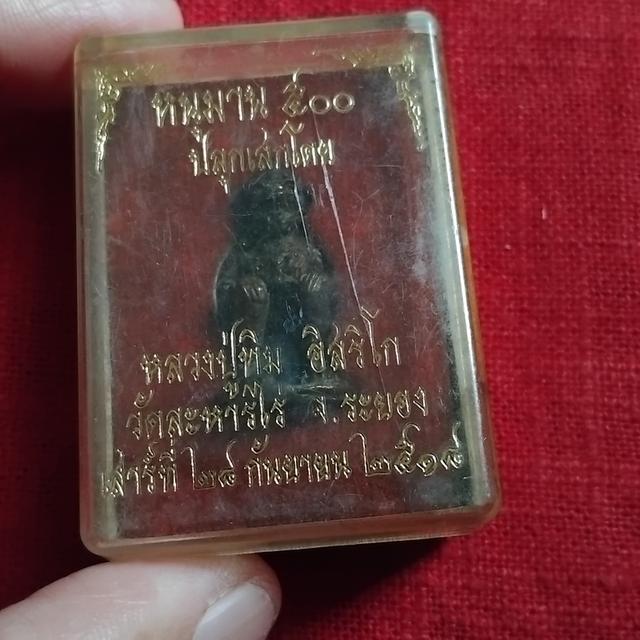 หนุมาน ๕๐๐
ปลุกเสกโดย
หลวงปู่ทิม อิสริโก
วัดละหารไร่ จ.ระยอง
เสาร์ที่ ๒๘ กันยายน ๒๕๑๘